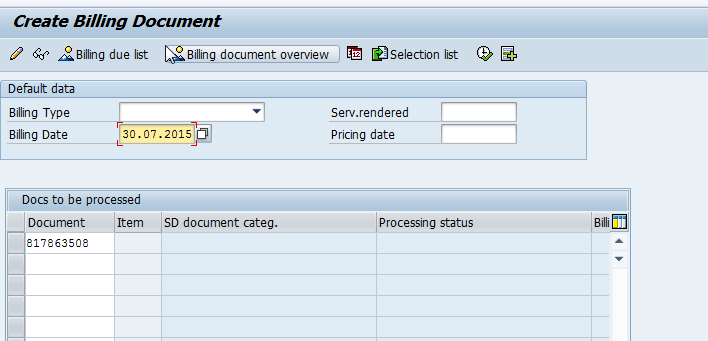 Create Billing Document
Billing due list Billing document overview Selection list
Default data
Billing Type Serv.rendered
Billing Date 30.07.2015 Pricing date
Docs to be processed
Document Item SD document categ. Processing status Billi
817863508